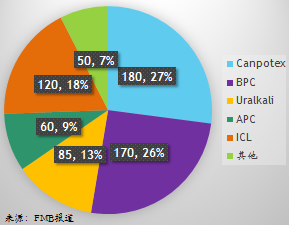 50, 7%
180, 27%
120, 18%
60, 9%
85, 13%
170, 26%
Canpotex
BPC
Uralkali
APC
ICL
其他
来源: FMB报道